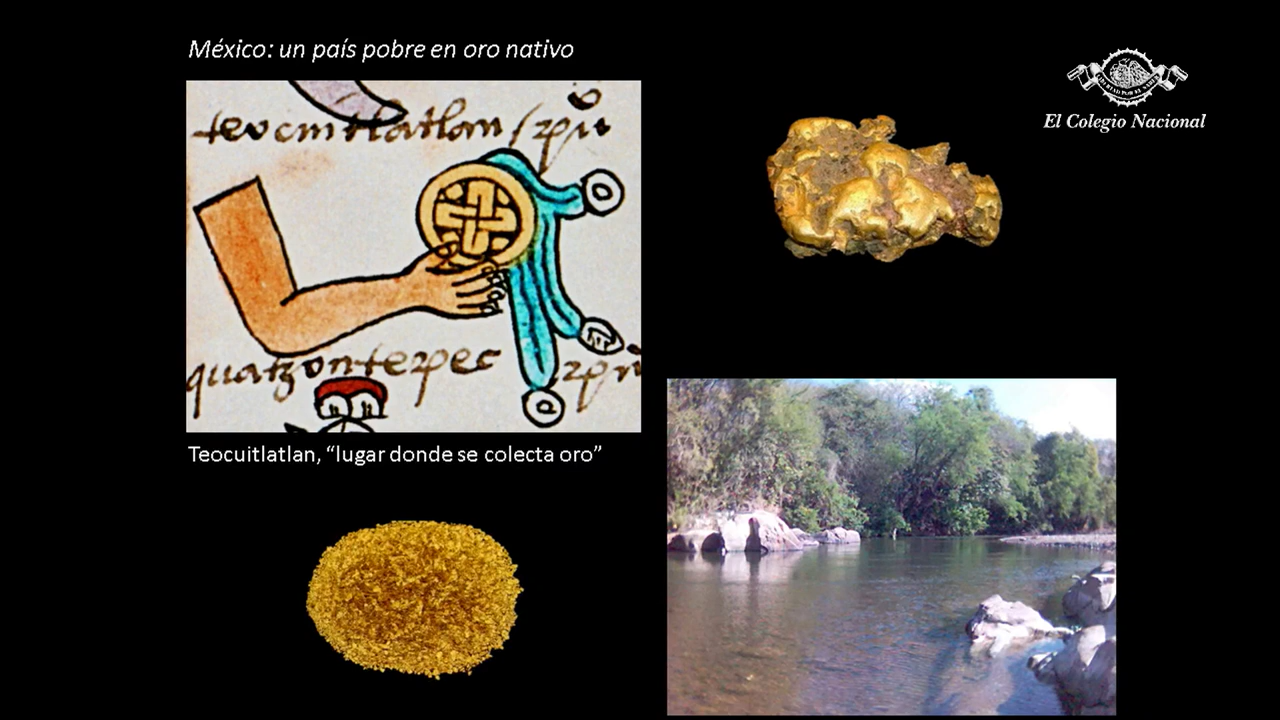 México: un país pobre en oro nativo
teocuitlatlan /
quatzontepec
Teocuitlatlan, “lugar donde se colecta oro”
El Colegio Nacional